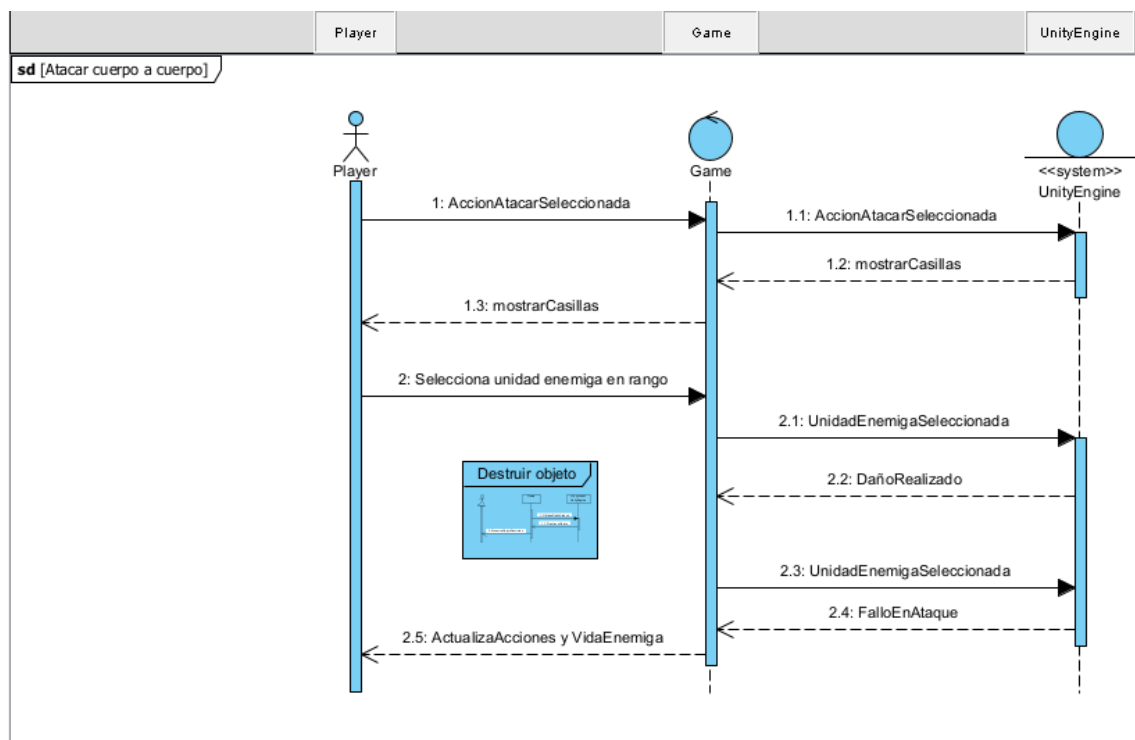 Player
Game
UnityEngine
sd [Atacar cuerpo a cuerpo]
Player
Game
<<system>>
UnityEngine
1: AccionAtacarSeleccionada
1.1: AccionAtacarSeleccionada
1.2: mostrarCasillas
1.3: mostrarCasillas
2: Selecciona unidad enemiga en rango
2.1: UnidadEnemigaSeleccionada
Destruir objeto
2.2: DañoRealizado
2.3: UnidadEnemigaSeleccionada
2.4: FalloEnAtaque
2.5: ActualizaAcciones y VidaEnemiga